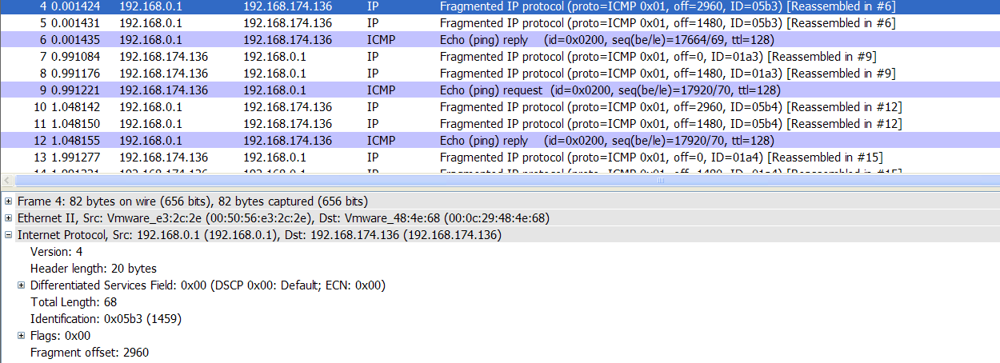 4 0.001424 192.168.0.1 192.168.174.136 IP Fragmented IP protocol (proto=ICMP 0x01, off=2960, ID=05b3) [Reassembled in #6]
5 0.001431 192.168.0.1 192.168.174.136 IP Fragmented IP protocol (proto=ICMP 0x01, off=1480, ID=05b3) [Reassembled in #6]
6 0.001435 192.168.0.1 192.168.174.136 ICMP Echo (ping) reply (id=0x0200, seq(be/le)=17664/69, ttl=128)
7 0.991084 192.168.174.136 192.168.0.1 IP Fragmented IP protocol (proto=ICMP 0x01, off=0, ID=01a3) [Reassembled in #9]
8 0.991176 192.168.174.136 192.168.0.1 IP Fragmented IP protocol (proto=ICMP 0x01, off=1480, ID=01a3) [Reassembled in #9]
9 0.991221 192.168.174.136 192.168.0.1 ICMP Echo (ping) request (id=0x0200, seq(be/le)=17920/70, ttl=128)
10 1.048142 192.168.0.1 192.168.174.136 IP Fragmented IP protocol (proto=ICMP 0x01, off=2960, ID=05b4) [Reassembled in #12]
11 1.048150 192.168.0.1 192.168.174.136 IP Fragmented IP protocol (proto=ICMP 0x01, off=1480, ID=05b4) [Reassembled in #12]
12 1.048155 192.168.0.1 192.168.174.136 ICMP Echo (ping) reply (id=0x0200, seq(be/le)=17920/70, ttl=128)
13 1.991277 192.168.174.136 192.168.0.1 IP Fragmented IP protocol (proto=ICMP 0x01, off=0, ID=01a4) [Reassembled in #15]
Frame 4: 82 bytes on wire (656 bits), 82 bytes captured (656 bits)
Ethernet II, Src: Vmware_e3:2c:2e (00:50:56:e3:2c:2e), Dst: Vmware_48:4e:68 (00:0c:29:48:4e:68)
Internet Protocol, Src: 192.168.0.1 (192.168.0.1), Dst: 192.168.174.136 (192.168.174.136)
Version: 4
Header length: 20 bytes
Differentiated Services Field: 0x00 (DSCP 0x00: Default; ECN: 0x00)
Total Length: 68
Identification: 0x05b3 (1459)
Flags: 0x00
Fragment offset: 2960